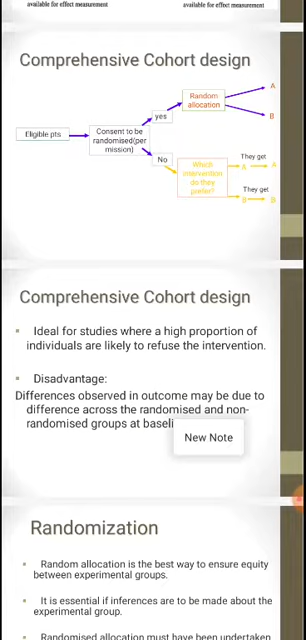 available for effect measurement
available for effect measurement
Comprehensive Cohort design
Eligible pts
Consent to be
randomised(per
mission)
yes
No
Random
allocation
A
B
Which
intervention
do they
prefer?
They get
A
A
They get
B
B
Comprehensive Cohort design
Ideal for studies where a high proportion of
individuals are likely to refuse the intervention.
Disadvantage:
Differences observed in outcome may be due to
difference across the randomised and non-
randomised groups at baseli
New Note
Randomization
Random allocation is the best way to ensure equity
between experimental groups.
It is essential if inferences are to be made about the
experimental group.
Randomised allocation must have been undertaken